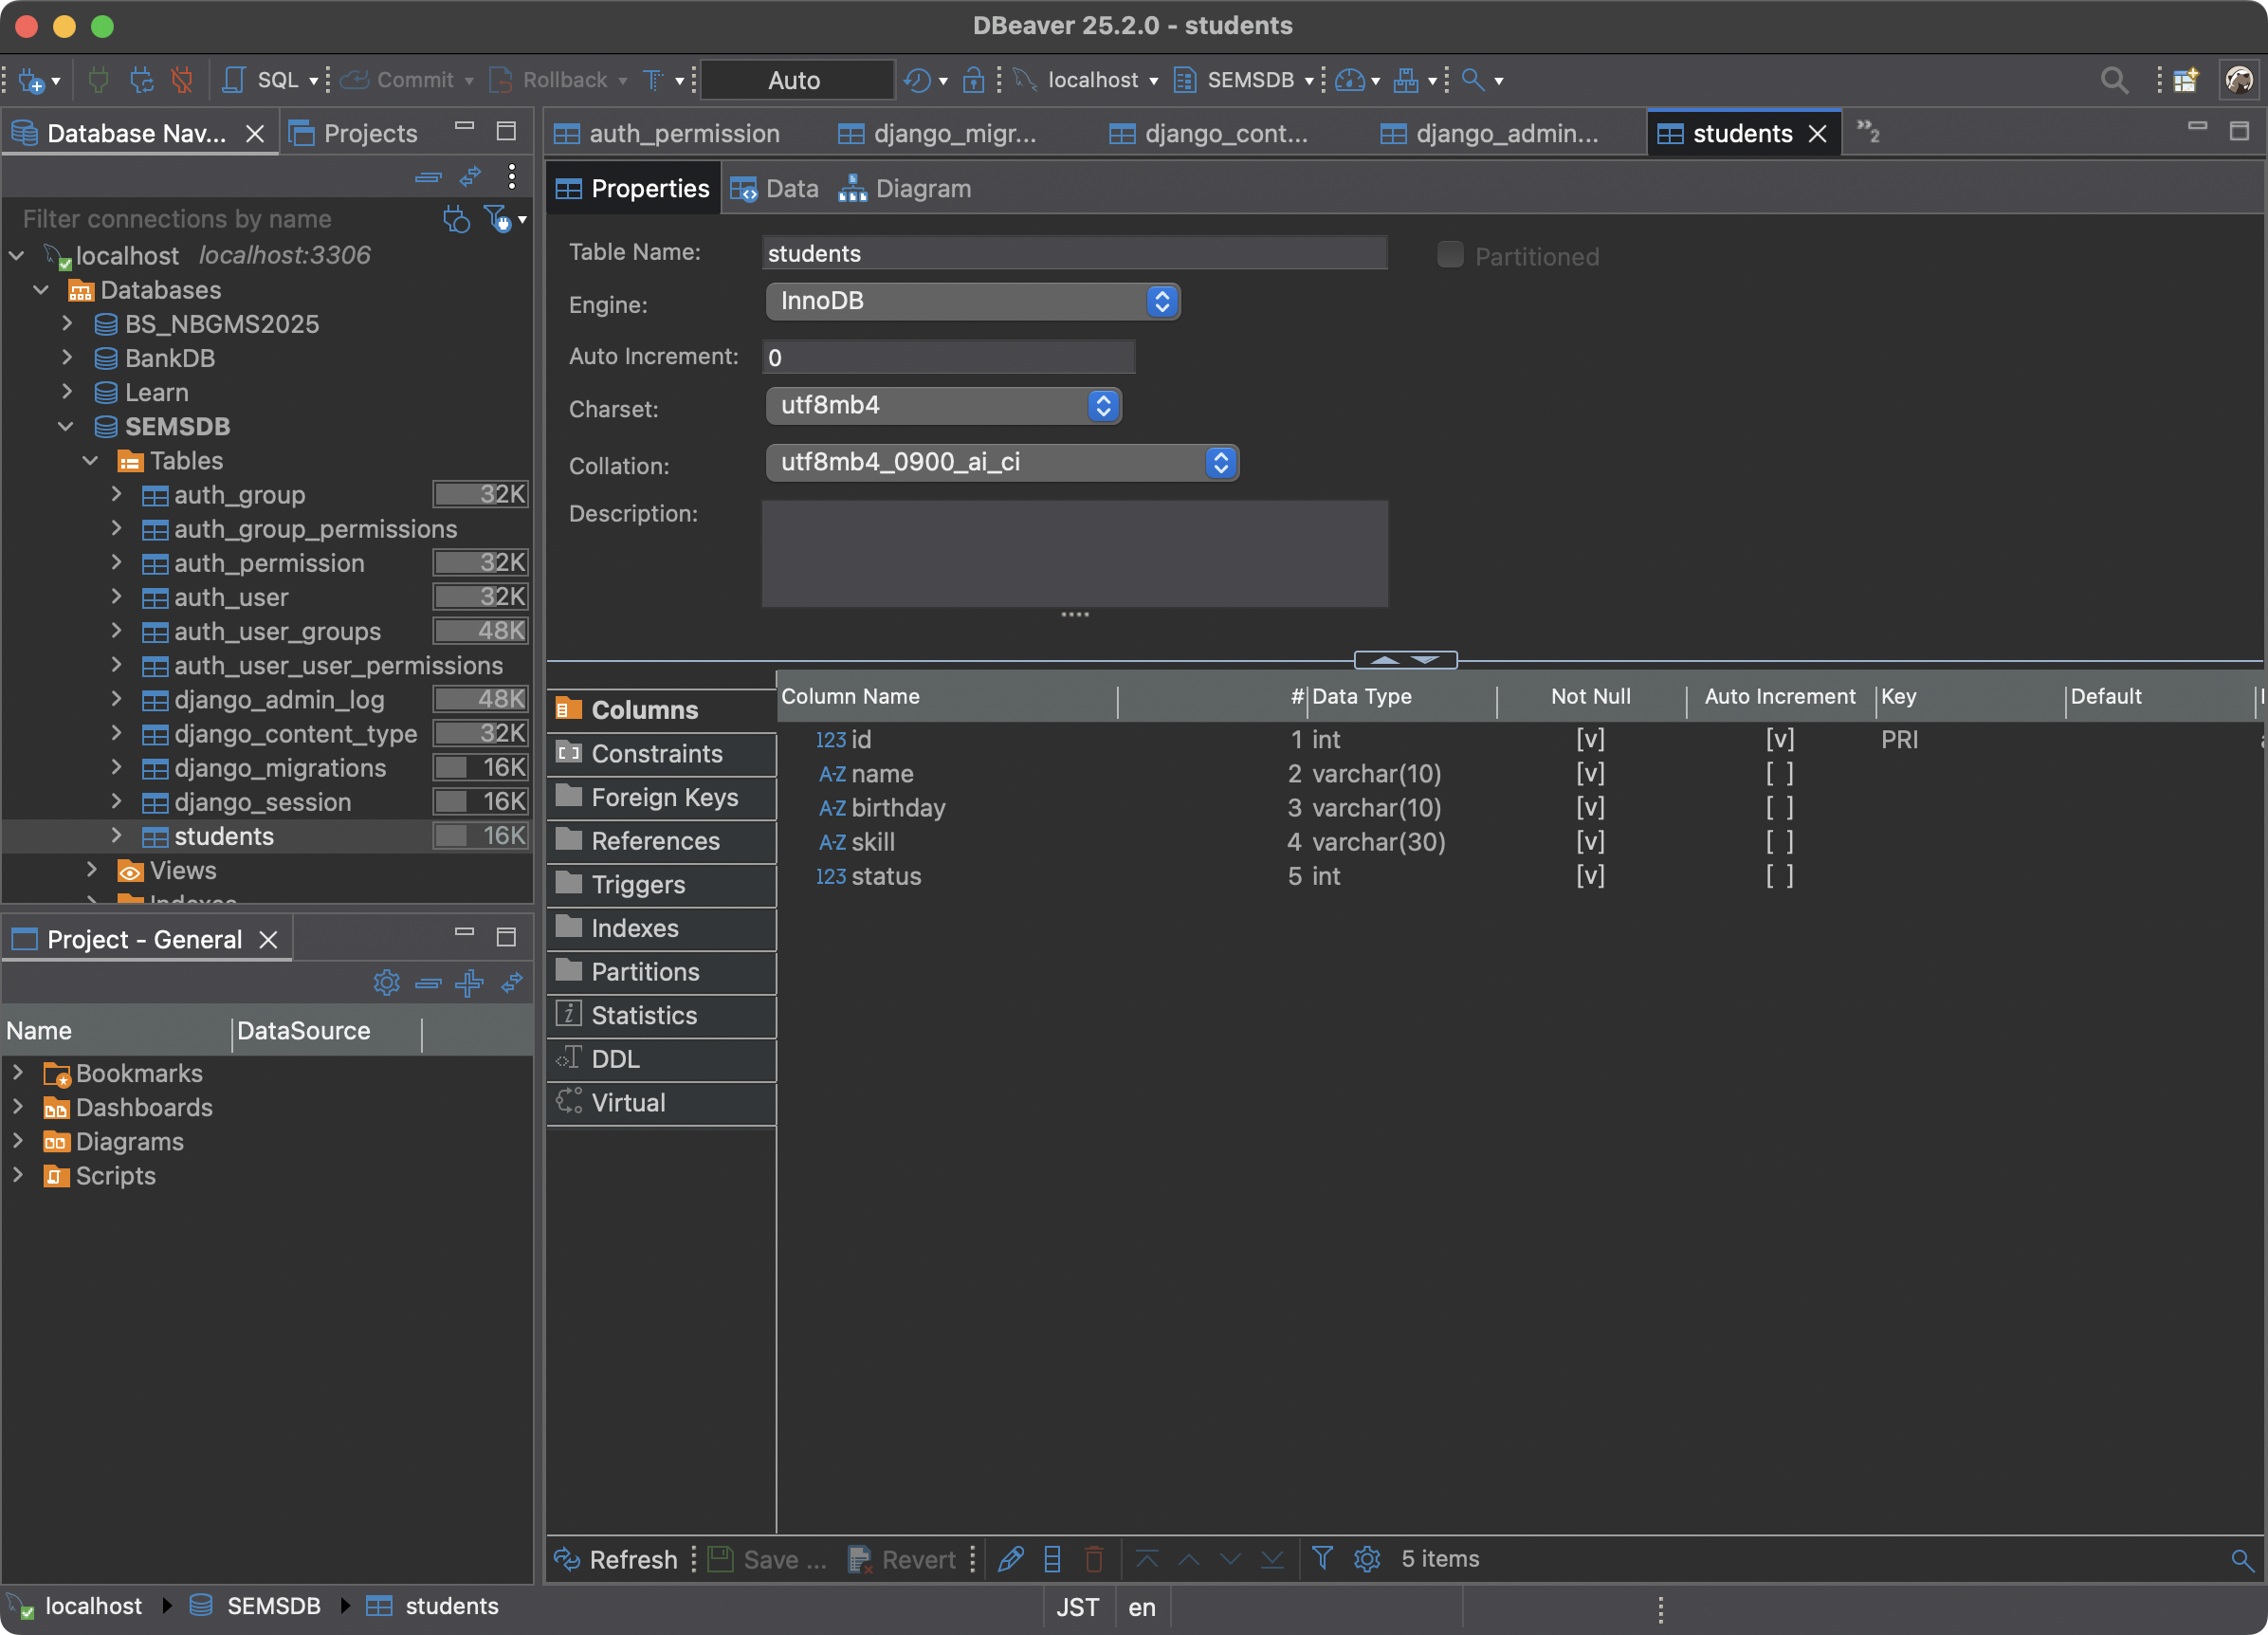 DBeaver 25.2.0 - students
SQL Commit Rollback Auto localhost SEMSDB
Database Nav... Projects
auth_permission django_migr... django_cont... django_admin... students 2
Properties Data Diagram
Filter connections by name
localhost localhost:3306
Databases
BS_NBGMS2025
BankDB
Learn
SEMSDB
Tables
auth_group 32K
auth_group_permissions
auth_permission 32K
auth_user 32K
auth_user_groups 48K
auth_user_user_permissions
django_admin_log 48K
django_content_type 32K
django_migrations 16K
django_session 16K
students 16K
Views
Indexes
Table Name: students Partitioned
Engine: InnoDB
Auto Increment: 0
Charset: utf8mb4
Collation: utf8mb4_0900_ai_ci
Description:
Columns
Constraints
Foreign Keys
References
Triggers
Indexes
Partitions
Statistics
DDL
Virtual
Column Name # Data Type Not Null Auto Increment Key Default
123 id 1 int [v] [v] PRI
A-Z name 2 varchar(10) [v] [ ]
A-Z birthday 3 varchar(10) [v] [ ]
A-Z skill 4 varchar(30) [v] [ ]
123 status 5 int [v] [ ]
Project - General
Name DataSource
Bookmarks
Dashboards
Diagrams
Scripts
Refresh Save ... Revert 5 items
localhost SEMSDB students JST en